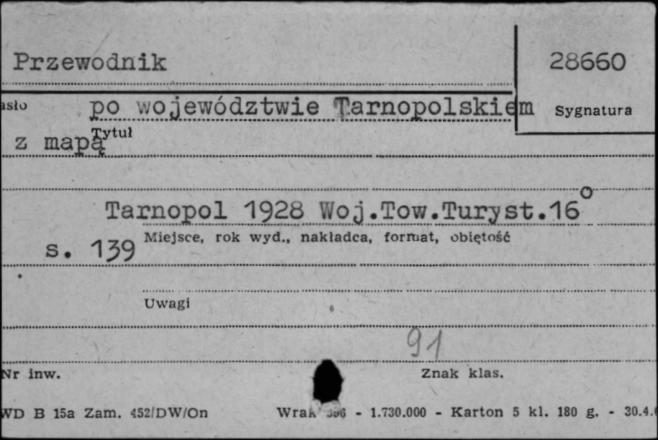 Przewodnik
28660
asło po województwie Tarnopolskiem
Sygnatura
Tytuł
z mapą
Tarnopol 1928 Woj.Tow.Turyst.16°
s. 139 Miejsce, rok wyd., nakładca, format, objętość
Uwagi
91
Nr inw.
Znak klas.
WD B 15a Zam. 452/DW/On Wrak - 1.730.000 - Karton 5 kl. 180 g. - 30.4.